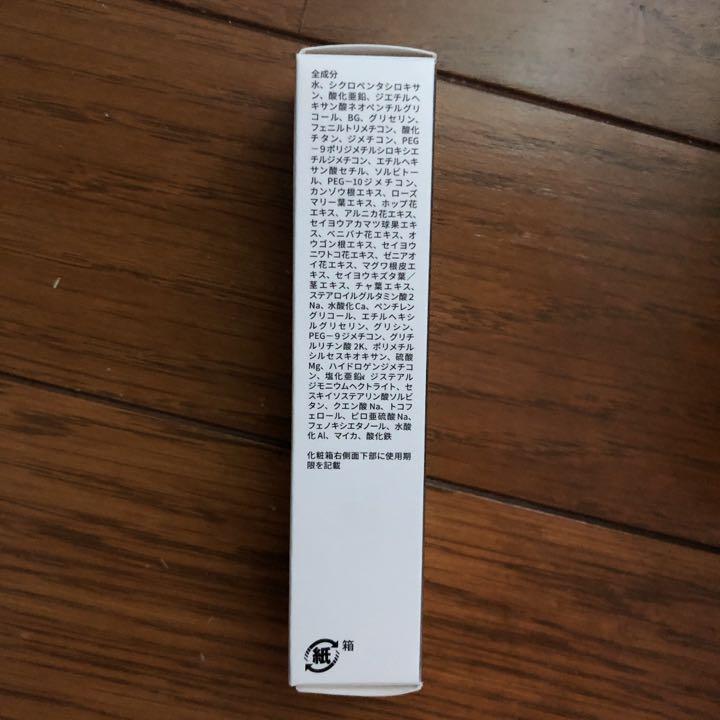 全成分
水、シクロペンタシロキサ
ン、酸化亜鉛、ジエチルヘ
キサン酸ネオペンチルグリ
コール、BG、グリセリン、
フェニルトリメチコン、酸化
チタン、ジメチコン、PEG
－9ポリジメチルシロキシエ
チルジメチコン、エチルヘキ
サン酸セチル、ソルビトー
ル、PEG－10ジメチコン、
カンゾウ根エキス、ローズ
マリー葉エキス、ホップ花
エキス、アルニカ花エキス、
セイヨウアカマツ球果エキ
ス、ベニバナ花エキス、オ
ウゴン根エキス、セイヨウ
ニワトコ花エキス、ゼニアオ
イ花エキス、マグワ根皮エ
キス、セイヨウキズタ葉／
茎エキス、チャ葉エキス、
ステアロイルグルタミン酸2
Na、水酸化Ca、ペンチレン
グリコール、エチルヘキシ
ルグリセリン、グリシン、
PEG－9ジメチコン、グリチ
ルリチン酸2K、ポリメチル
シルセスキオキサン、硫酸
Mg、ハイドロゲンジメチコ
ン、塩化亜鉛、ジステアル
ジモニウムヘクトライト、セ
スキイソステアリン酸ソルビ
タン、クエン酸Na、トコフ
ェロール、ピロ亜硫酸Na、
フェノキシエタノール、水酸
化Al、マイカ、酸化鉄
化粧箱右側面下部に使用期
限を記載
紙 箱